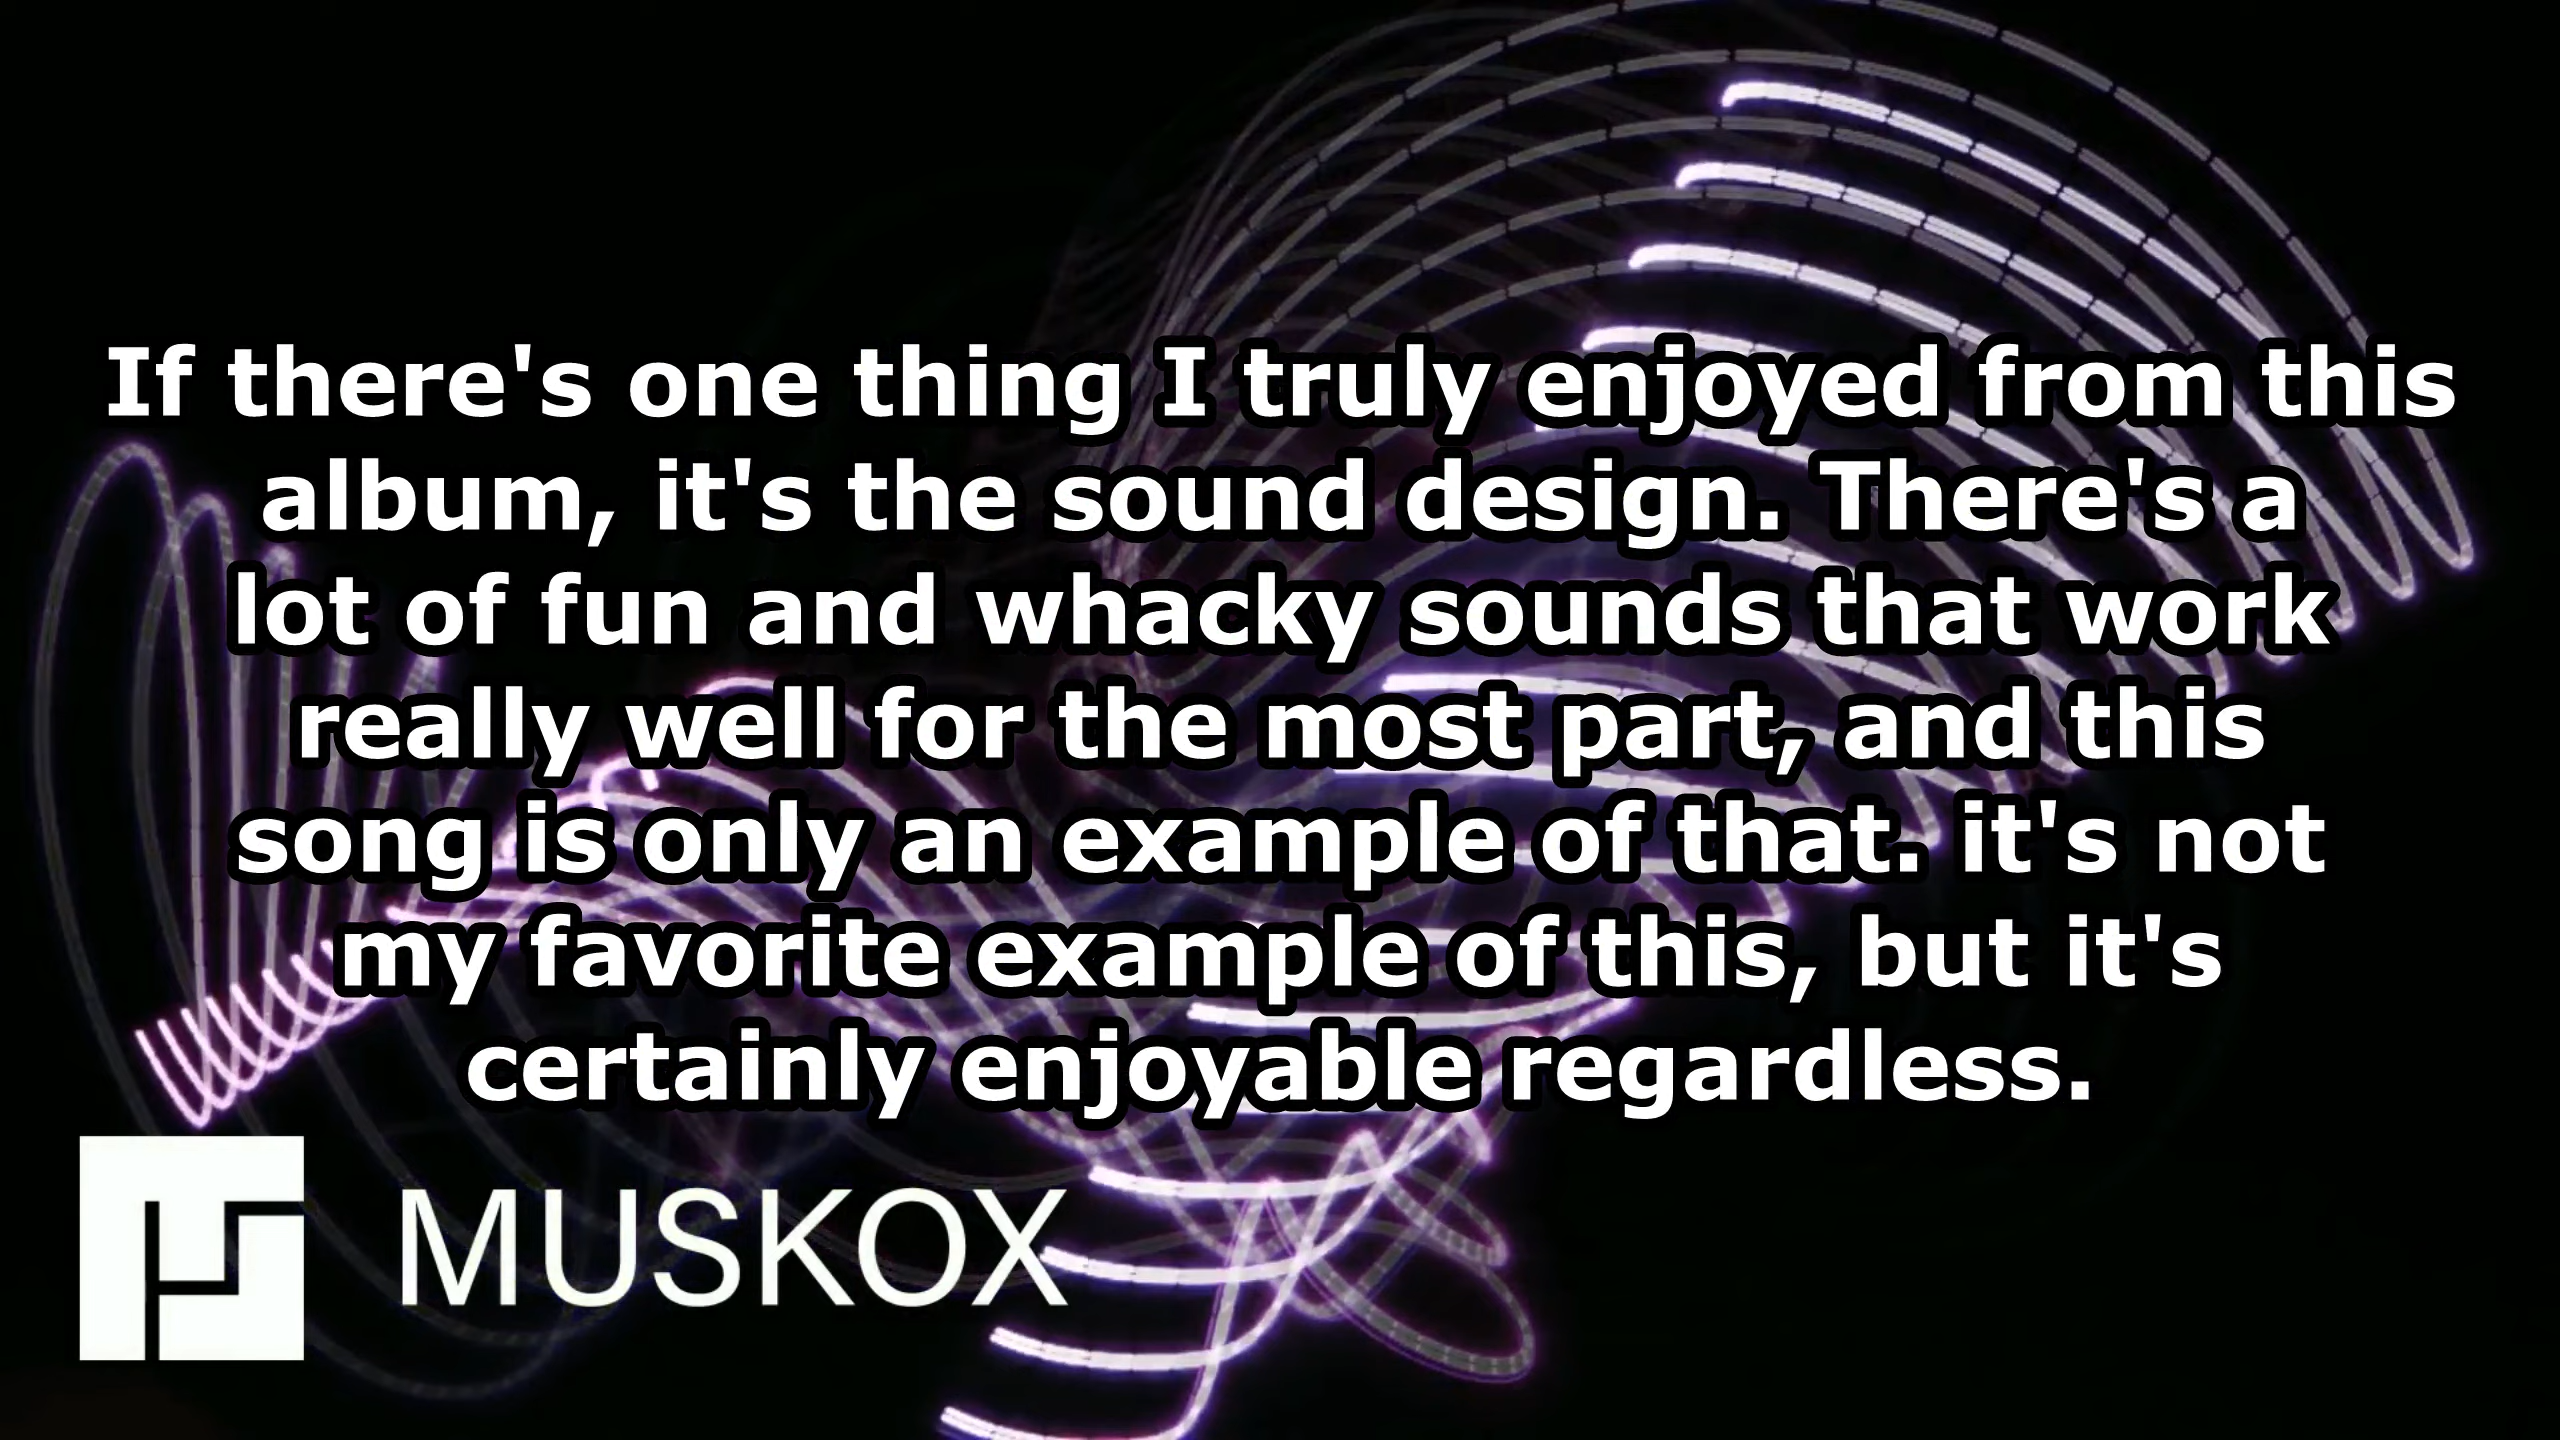 If there's one thing I truly enjoyed from this
album, it's the sound design. There's a
lot of fun and whacky sounds that work
really well for the most part, and this
song is only an example of that. it's not
my favorite example of this, but it's
certainly enjoyable regardless.
MUSKOX